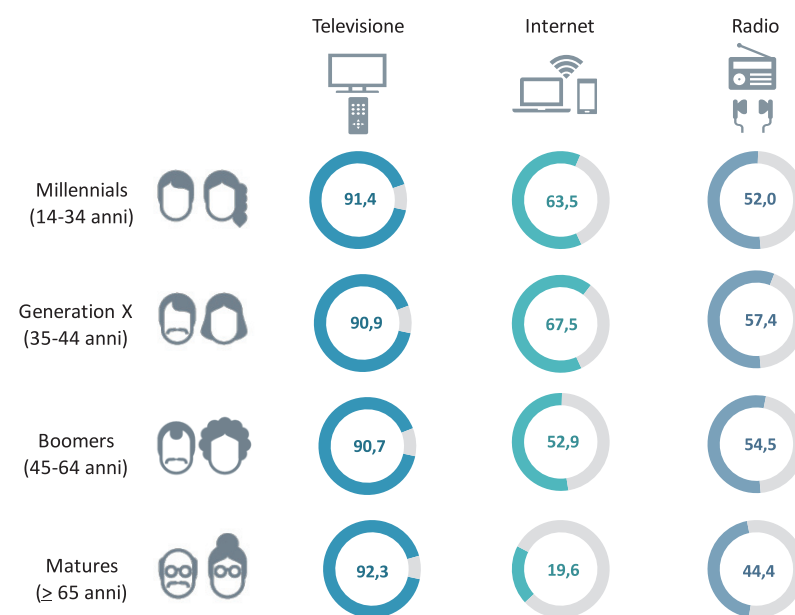 Televisione Internet Radio
Millennials
(14-34 anni)
91,4 63,5 52,0
Generation X
(35-44 anni)
90,9 67,5 57,4
Boomers
(45-64 anni)
90,7 52,9 54,5
Matures
(≥ 65 anni)
92,3 19,6 44,4